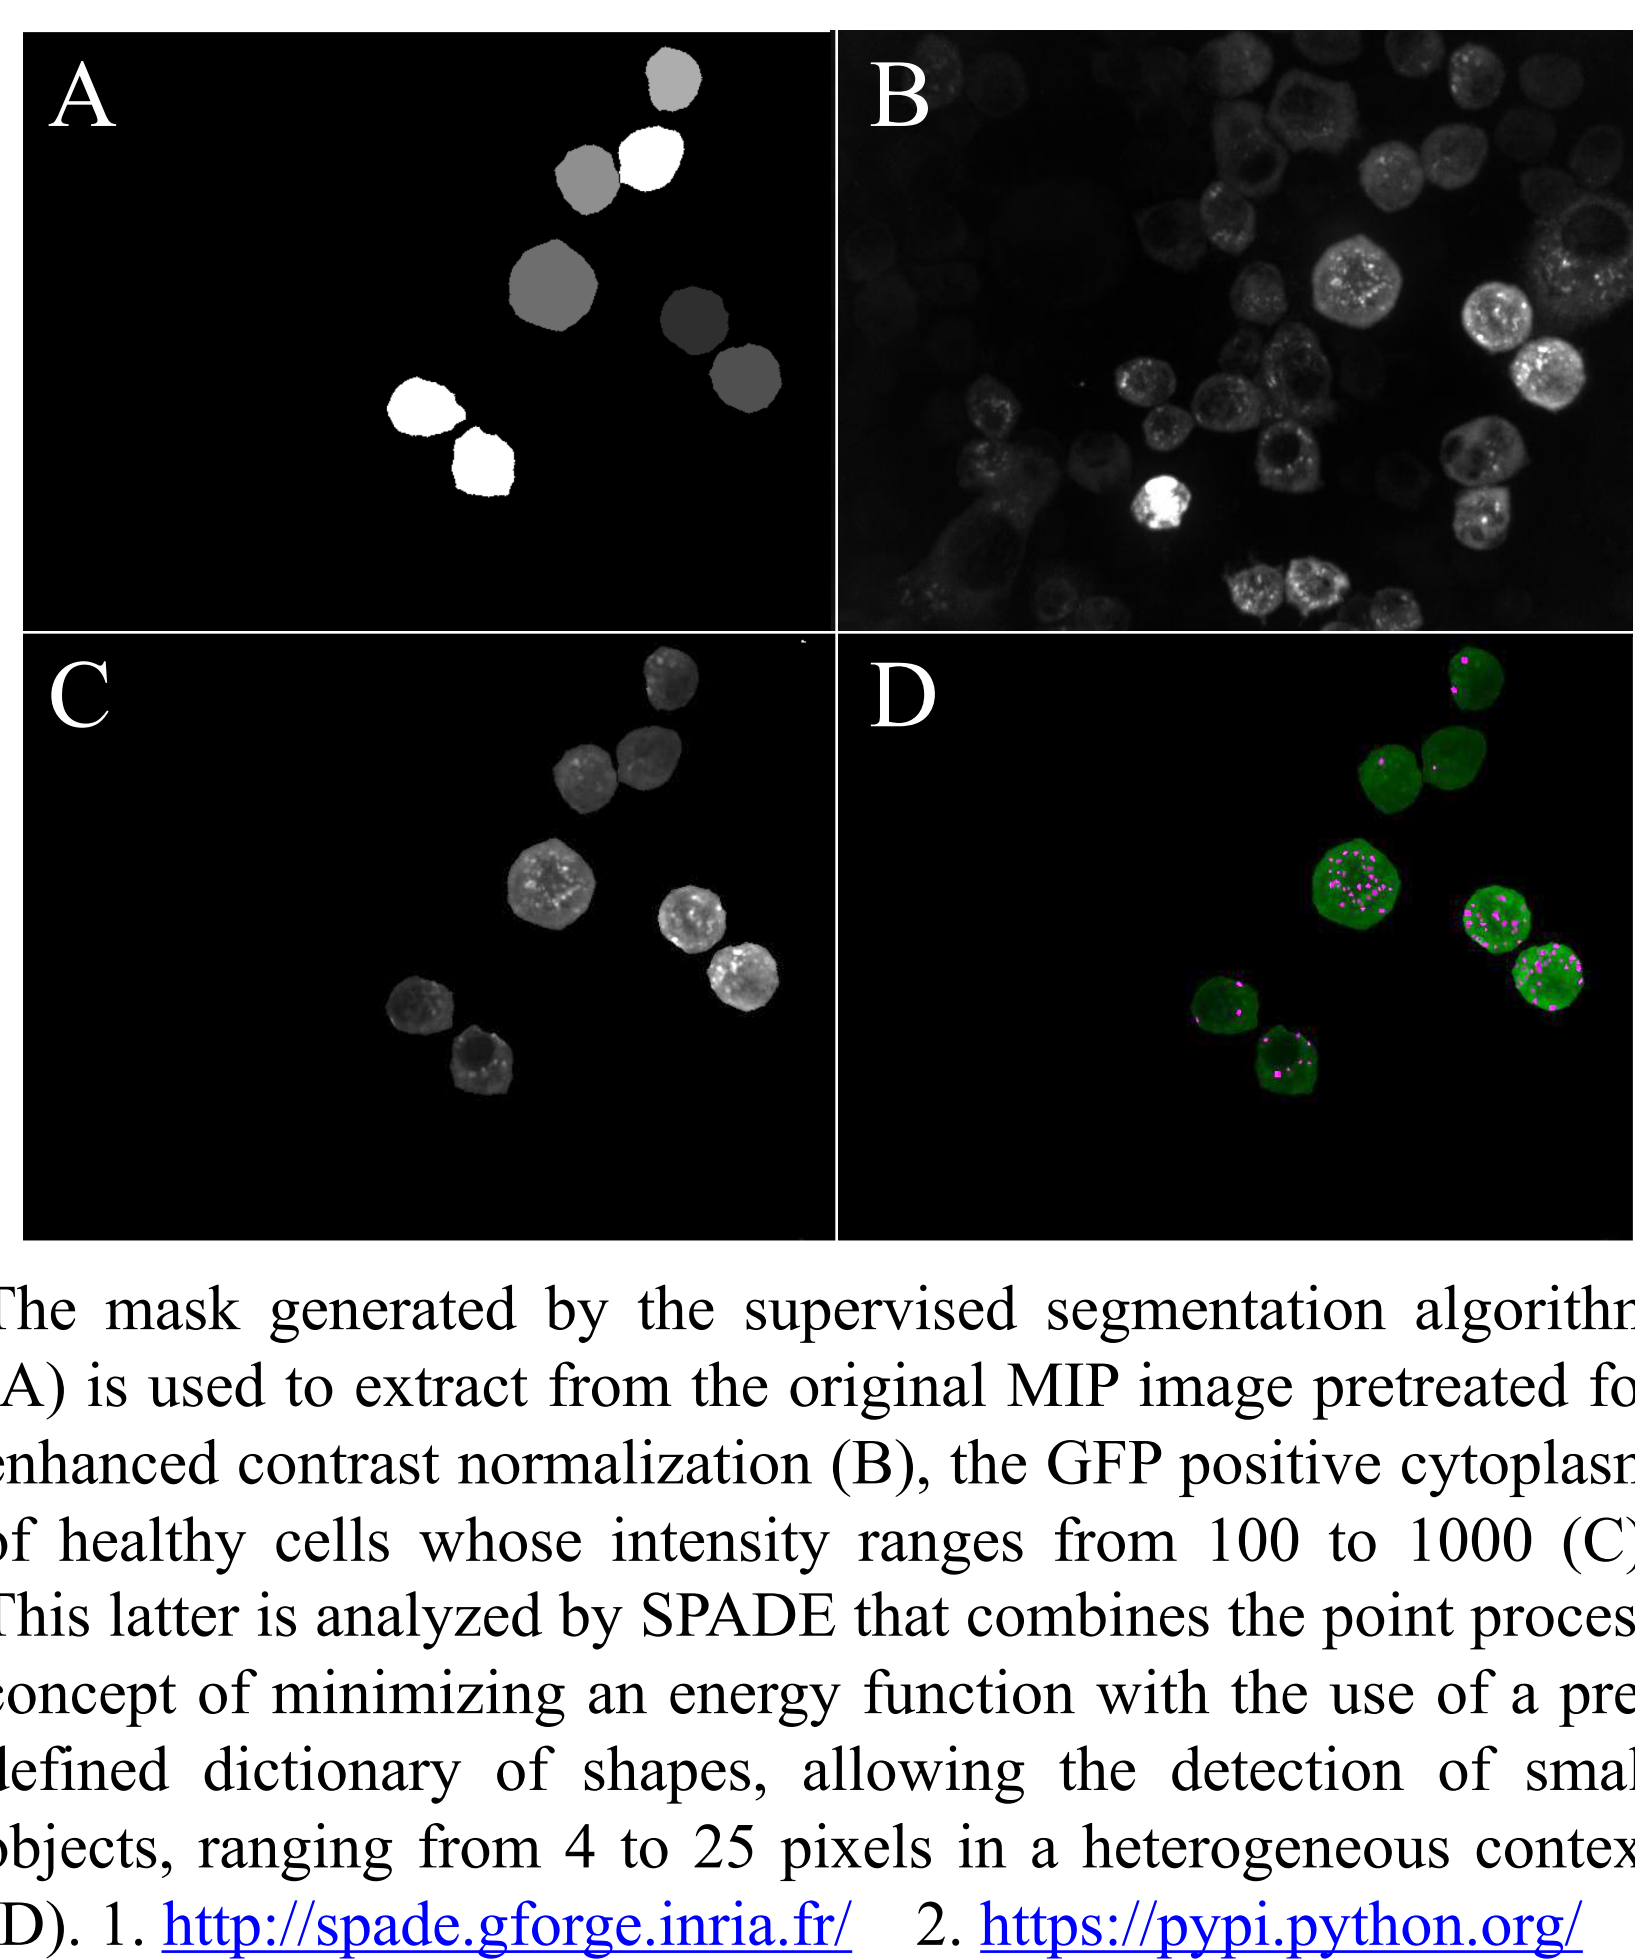 A
B
C
D
The mask generated by the supervised segmentation algorithm
(A) is used to extract from the original MIP image pretreated for
enhanced contrast normalization (B), the GFP positive cytoplasm
of healthy cells whose intensity ranges from 100 to 1000 (C)
This latter is analyzed by SPADE that combines the point process
concept of minimizing an energy function with the use of a pre
defined dictionary of shapes, allowing the detection of small
objects, ranging from 4 to 25 pixels in a heterogeneous context
(D). 1. http://spade.gforge.inria.fr/ 2. https://pypi.python.org/